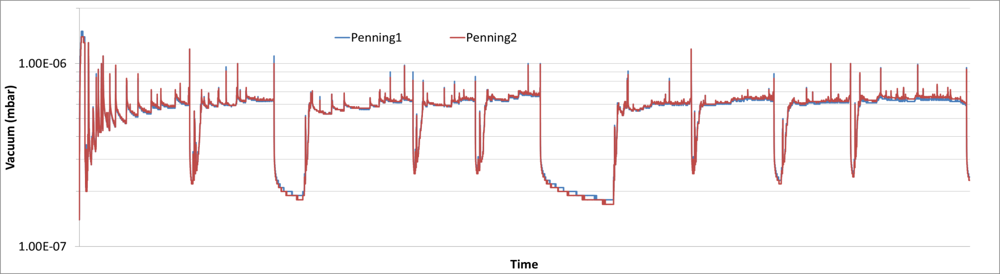 Penning1 Penning2
1.00E-06
Vacuum (mbar)
1.00E-07
Time